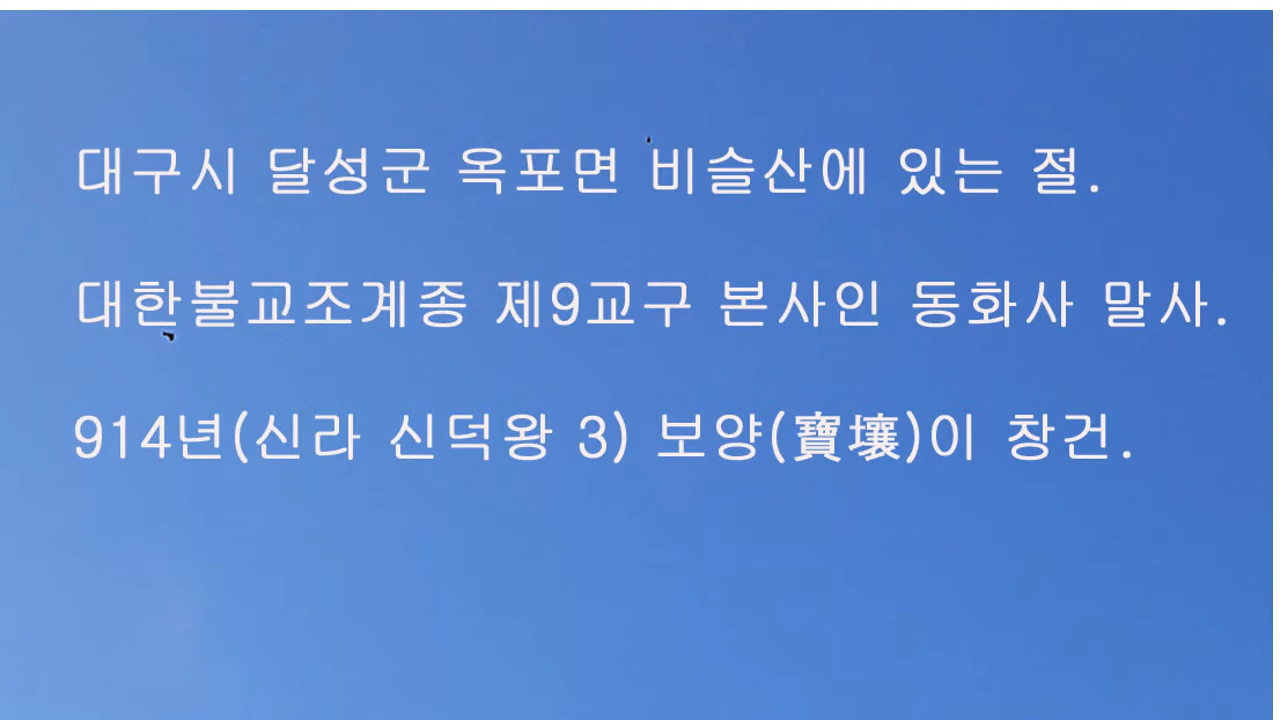 대구시 달성군 옥포면 비슬산에 있는 절.
대한불교조계종 제9교구 본사인 동화사 말사.
914년(신라 신덕왕 3) 보양(寶壤)이 창건.